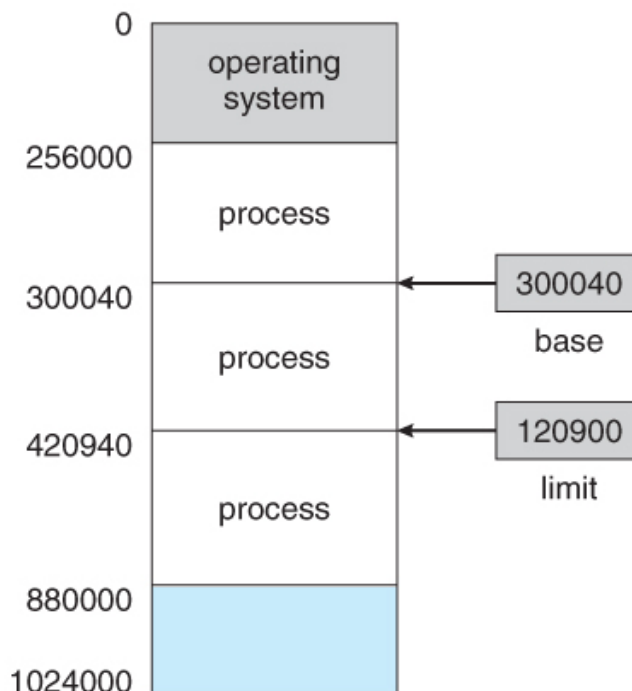 0
operating
system
256000
process
300040
300040
base
process
420940
120900
limit
process
880000
1024000